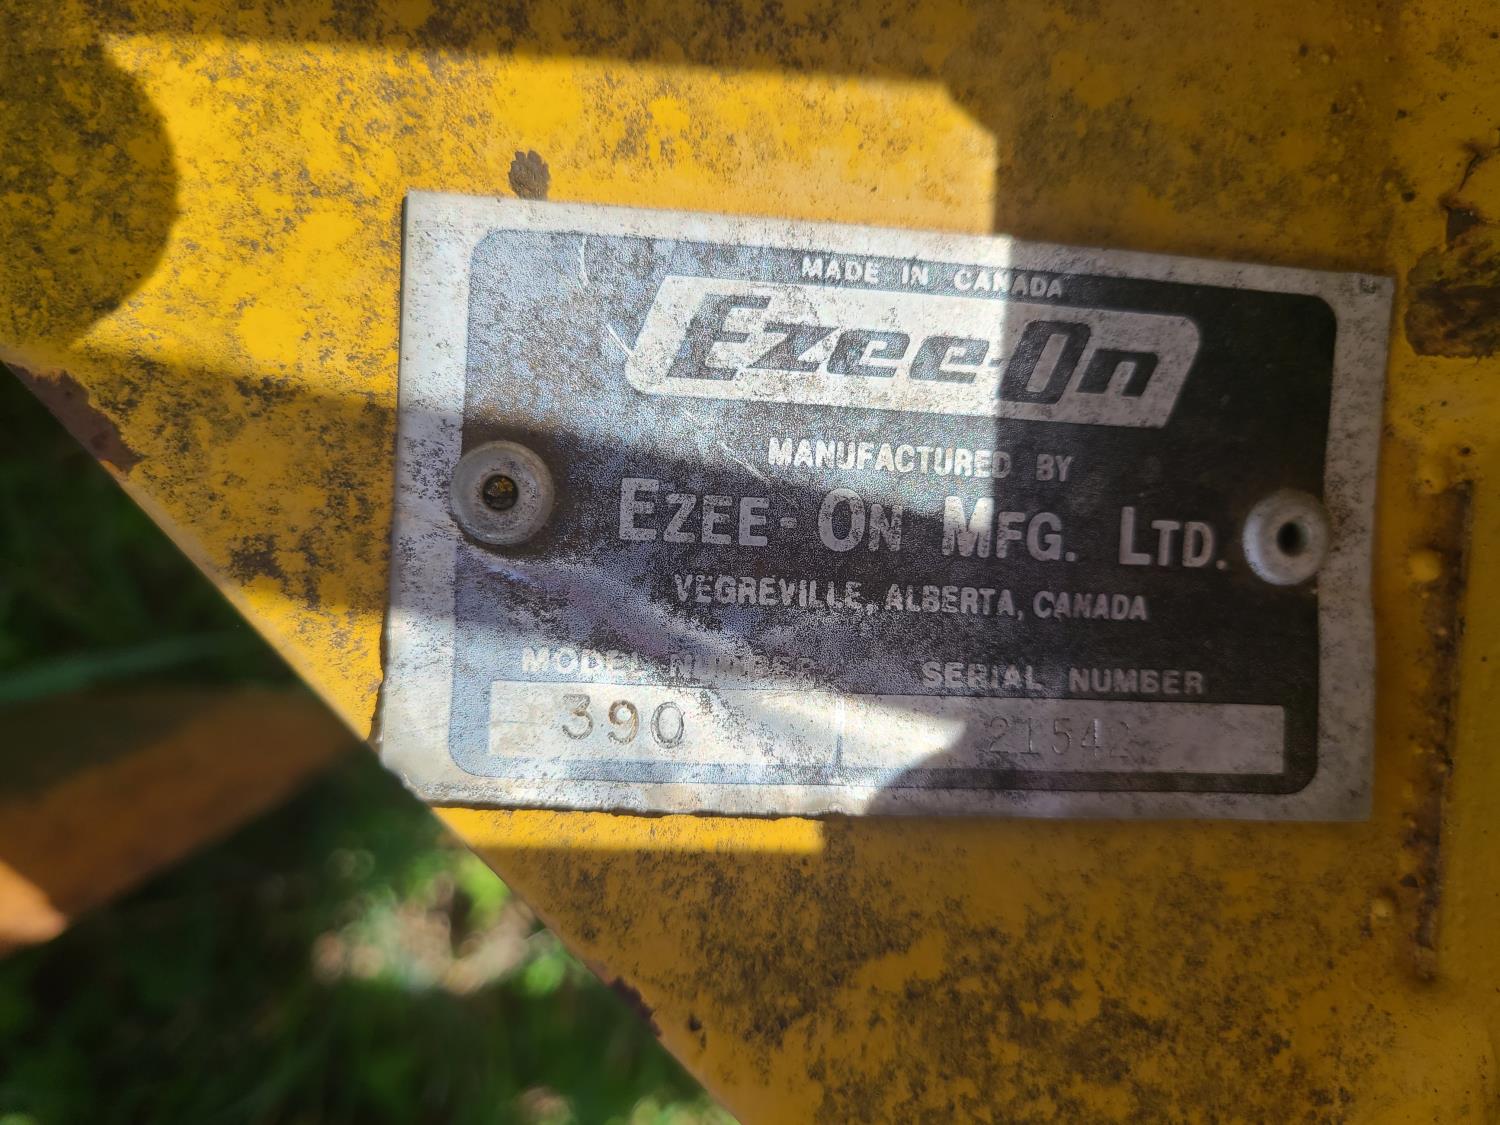 MADE IN CANADA
Ezee-On
MANUFACTURED BY
EZEE-ON MFG. LTD.
VEGREVILLE, ALBERTA, CANADA
MODEL NUMBER SERIAL NUMBER
390 21542